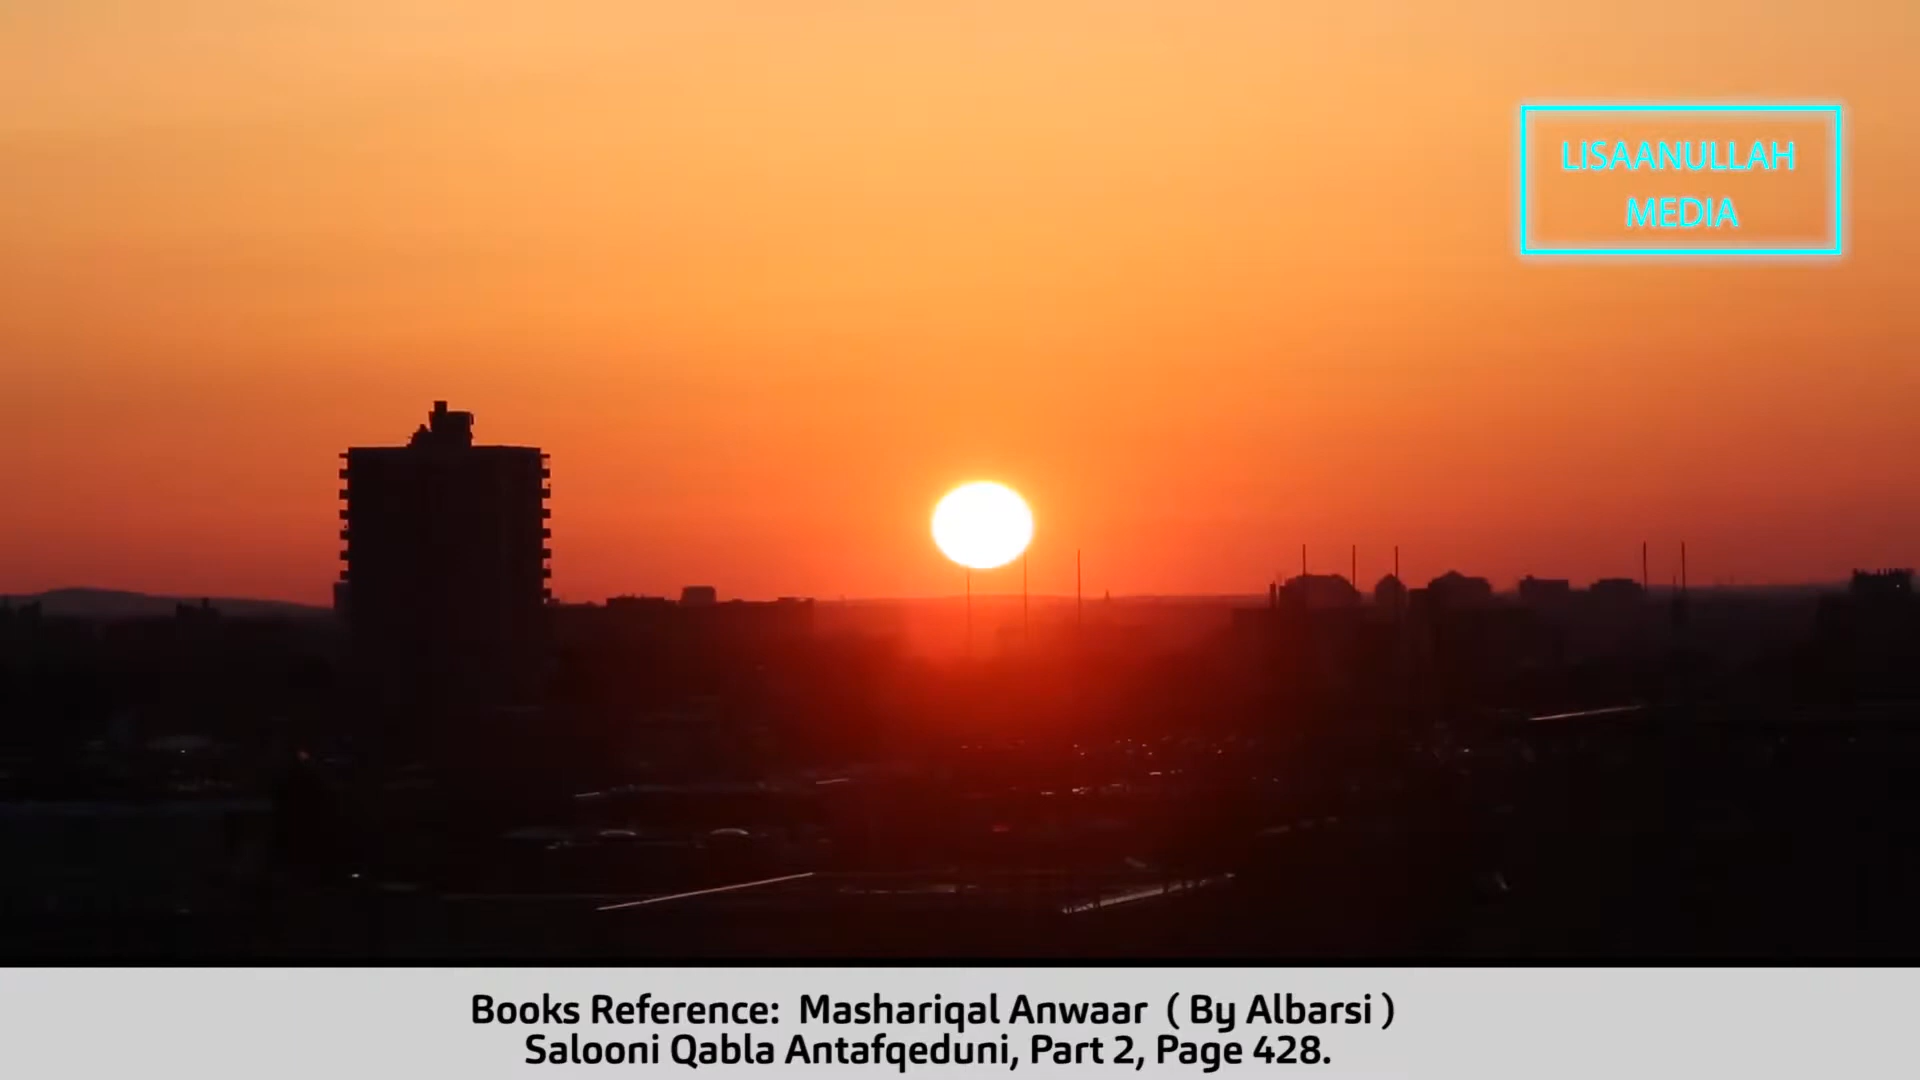 LISAANULLAH
MEDIA
Books Reference: Mashariqal Anwaar ( By Albarsi )
Salooni Qabla Antafqeduni, Part 2, Page 428.